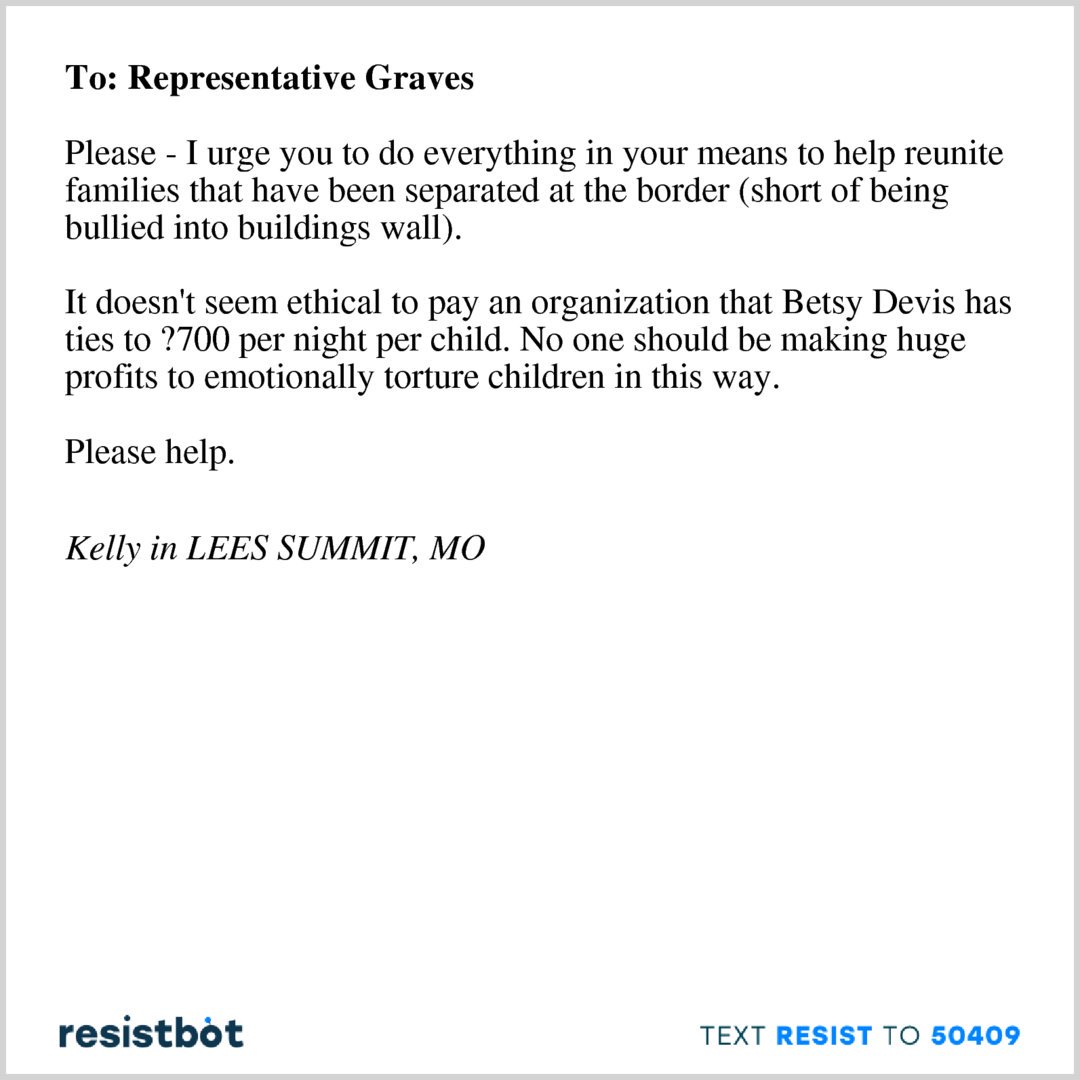 To: Representative Graves
Please - I urge you to do everything in your means to help reunite
families that have been separated at the border (short of being
bullied into buildings wall).
It doesn't seem ethical to pay an organization that Betsy Devis has
ties to ?700 per night per child. No one should be making huge
profits to emotionally torture children in this way.
Please help.
Kelly in LEES SUMMIT, MO
resistbot
TEXT RESIST TO 50409